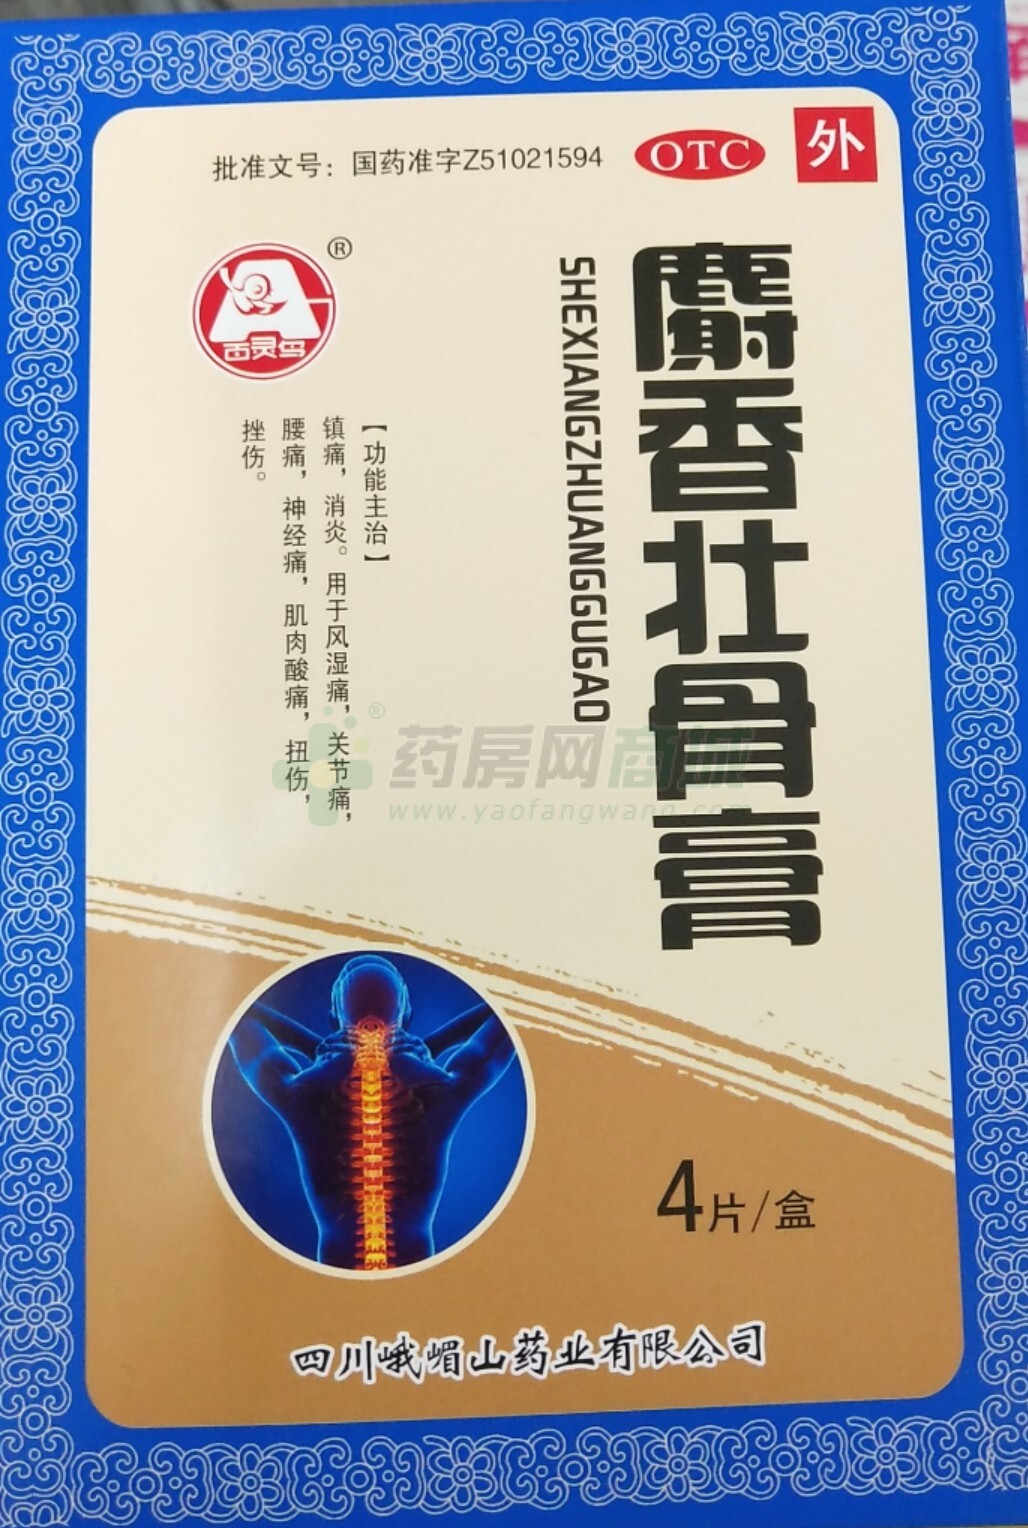 批准文号：国药准字Z51021594
OTC
外
麝香壮骨膏
SHEXIANGZHUANGGUGAO
®
百灵鸟
【功能主治】
镇痛，消炎。用于风湿痛，关节痛，
腰痛，神经痛，肌肉酸痛，扭伤，
挫伤。
®
药房网商城
www.yaofangwang.com
4片/盒
四川峨嵋山药业有限公司